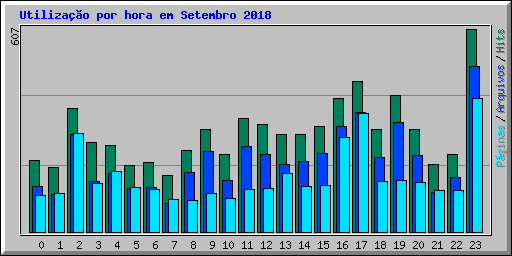 Utilização por hora em Setembro 2018
607
Páginas / Arquivos / Hits
0 1 2 3 4 5 6 7 8 9 10 11 12 13 14 15 16 17 18 19 20 21 22 23